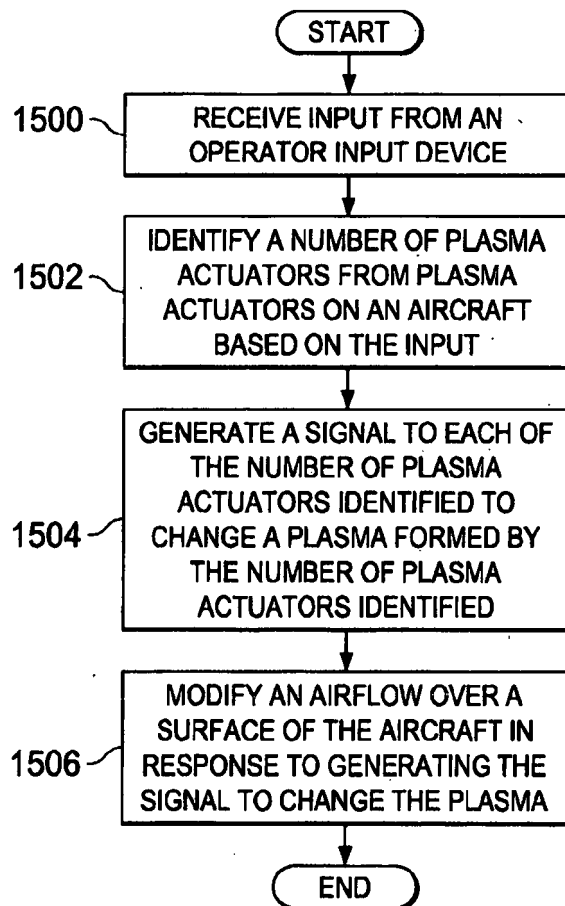 START
1500
RECEIVE INPUT FROM AN
OPERATOR INPUT DEVICE
1502
IDENTIFY A NUMBER OF PLASMA
ACTUATORS FROM PLASMA
ACTUATORS ON AN AIRCRAFT
BASED ON THE INPUT
1504
GENERATE A SIGNAL TO EACH OF
THE NUMBER OF PLASMA
ACTUATORS IDENTIFIED TO
CHANGE A PLASMA FORMED BY
THE NUMBER OF PLASMA
ACTUATORS IDENTIFIED
1506
MODIFY AN AIRFLOW OVER A
SURFACE OF THE AIRCRAFT IN
RESPONSE TO GENERATING THE
SIGNAL TO CHANGE THE PLASMA
END